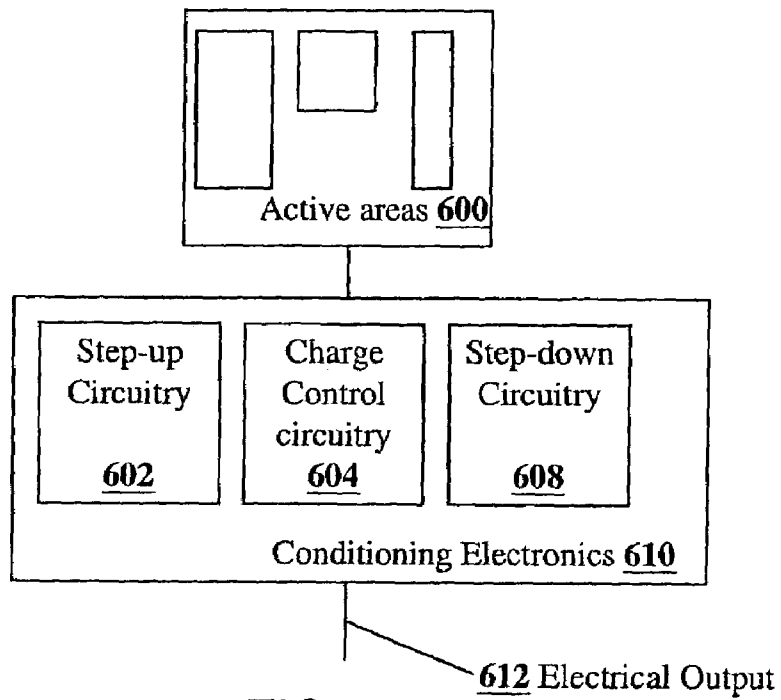 Active areas 600
Step-up
Circuitry
602
Charge
Control
circuitry
604
Step-down
Circuitry
608
Conditioning Electronics 610
612 Electrical Output